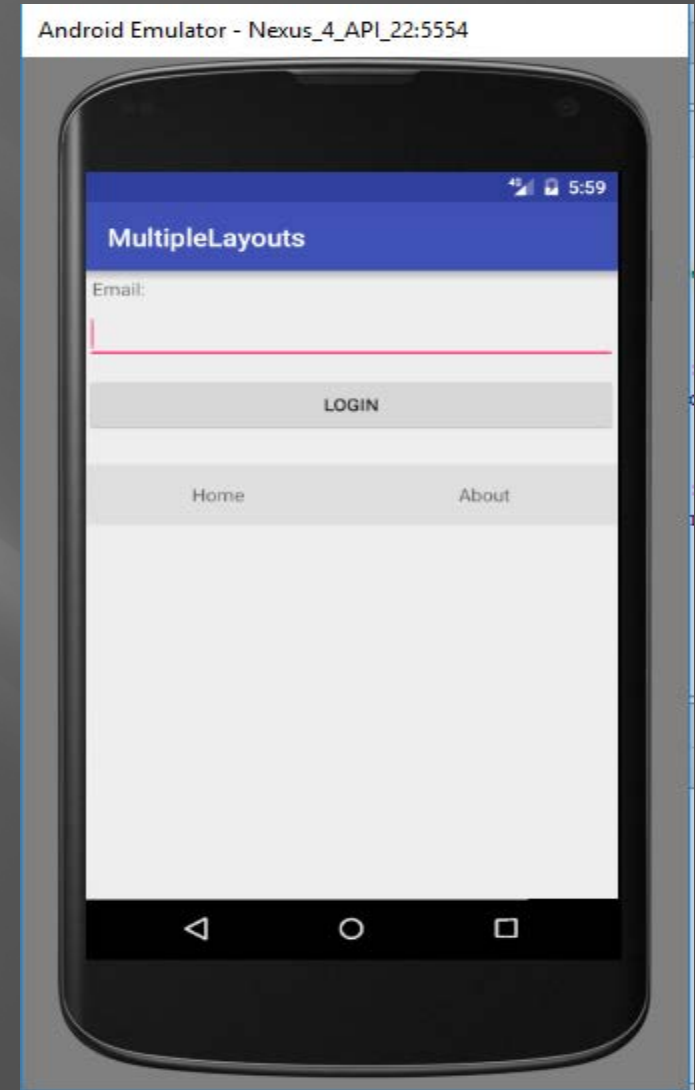 Android Emulator - Nexus_4_API_22:5554
5:59
MultipleLayouts
Email:
LOGIN
Home About